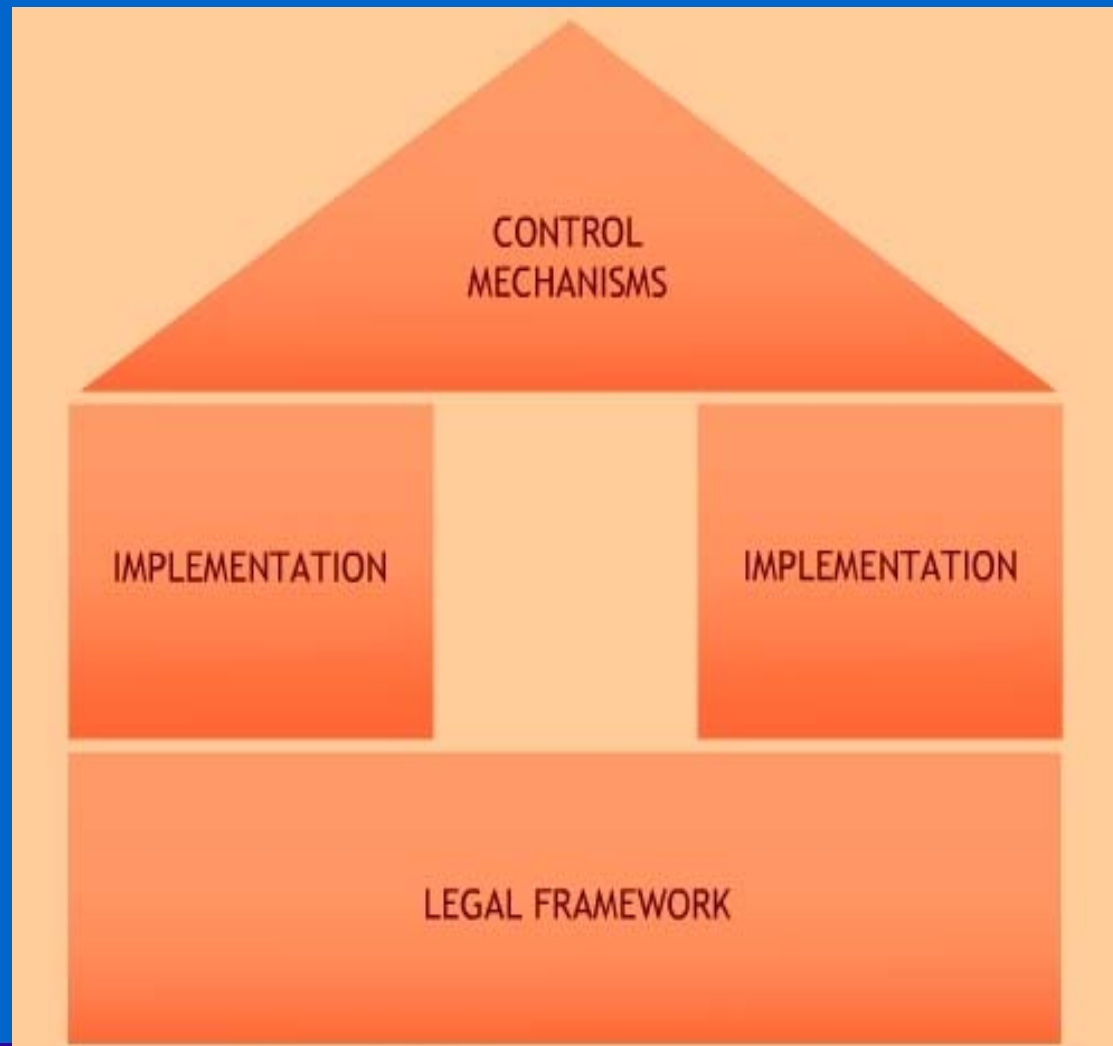 CONTROL
MECHANISMS
IMPLEMENTATION
IMPLEMENTATION
LEGAL FRAMEWORK